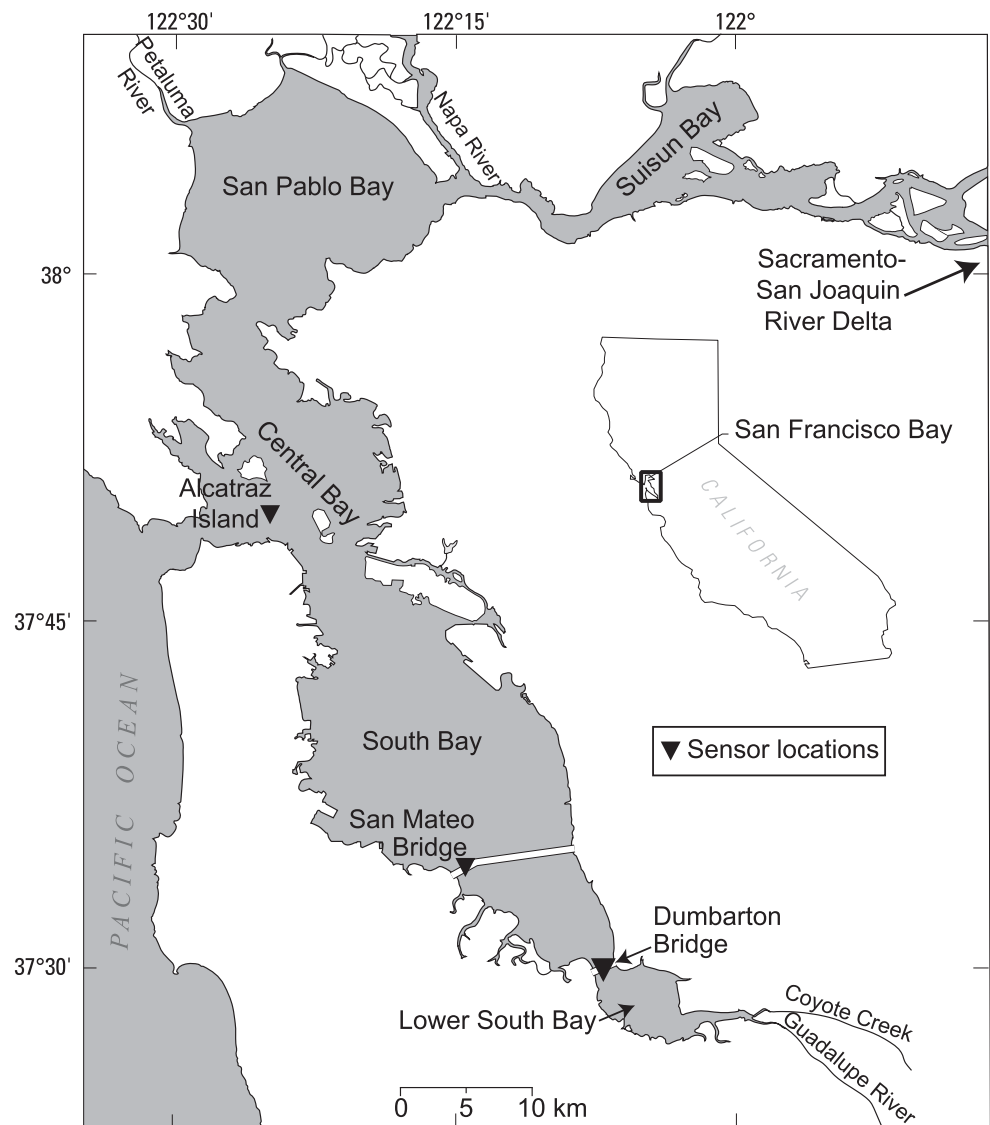 122°30'
122°15'
122°
Petaluma
River
Napa River
Suisun Bay
San Pablo Bay
38°
Sacramento-
San Joaquin
River Delta
San Francisco Bay
Central Bay
Alcatraz
Island
CALIFORNIA
37°45'
PACIFIC OCEAN
South Bay
Sensor locations
San Mateo
Bridge
Dumbarton
Bridge
37°30'
Lower South Bay
Coyote Creek
Guadalupe River
0 5 10 km